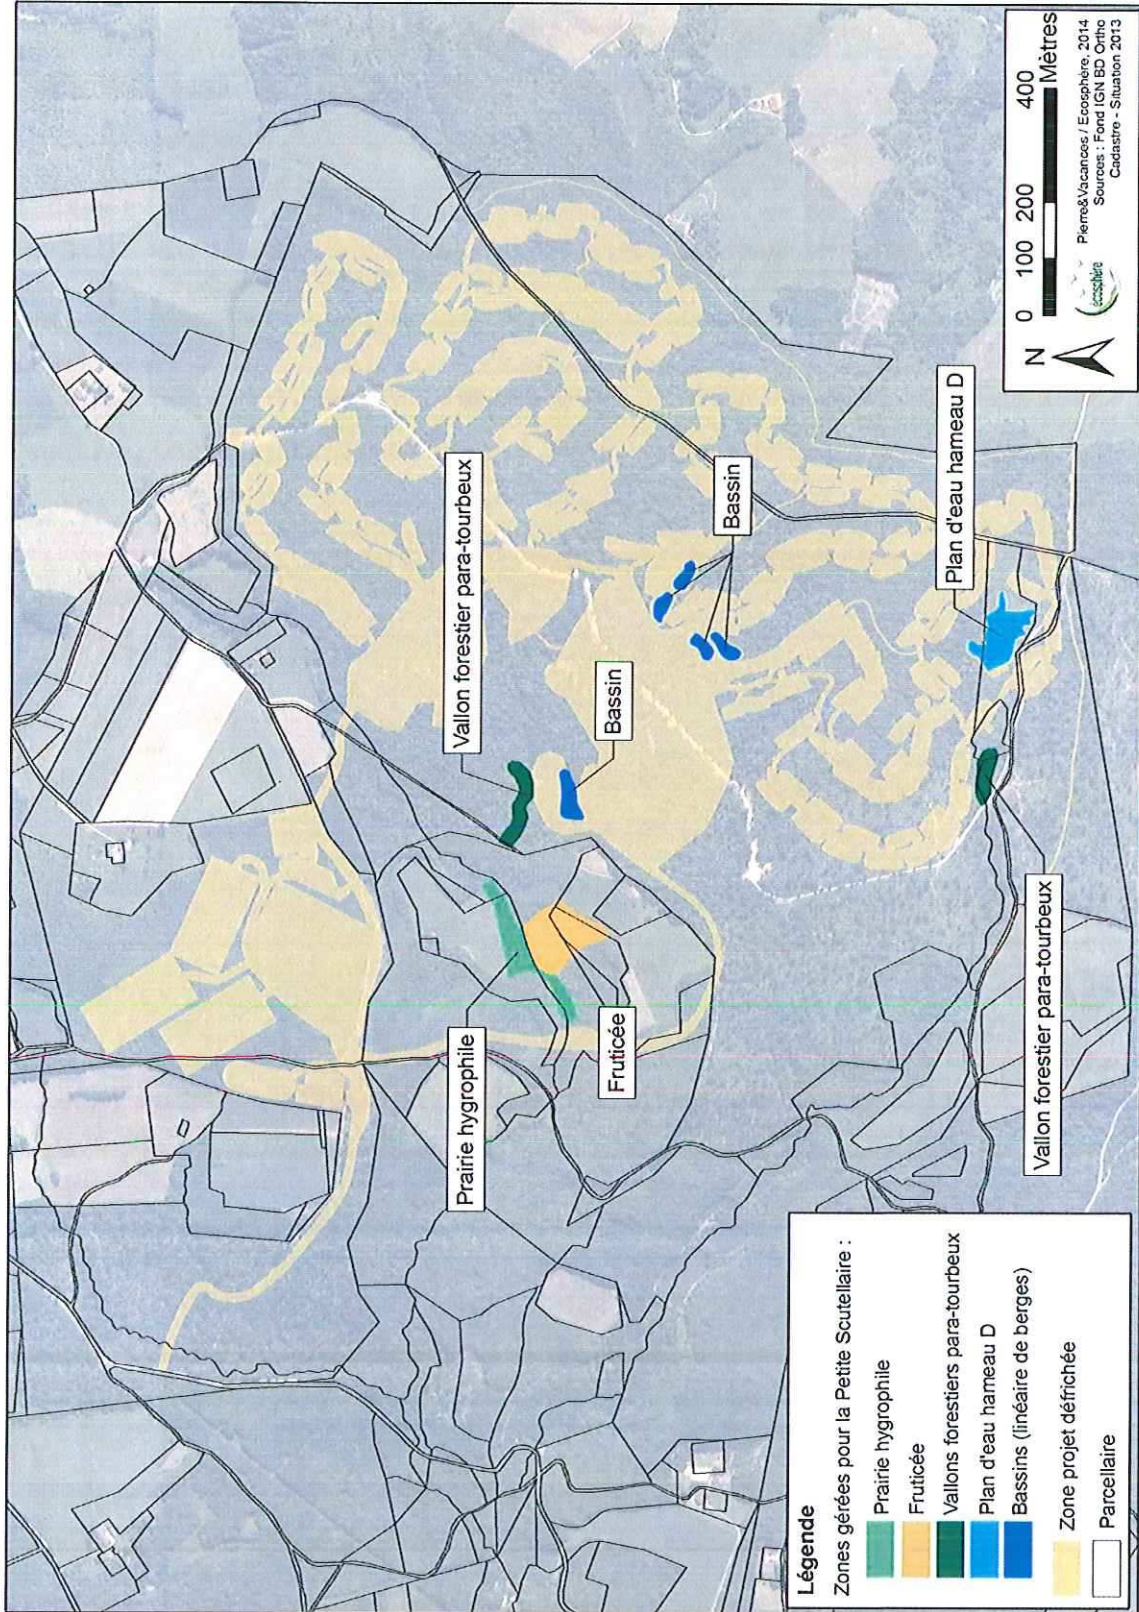 Prairie hygrophile
Fruticée
Vallon forestier para-tourbeux
Bassin
Bassin
Plan d'eau hameau D
Vallon forestier para-tourbeux
Légende
Zones gérées pour la Petite Scutellaire :
Prairie hygrophile
Fruticée
Vallons forestiers para-tourbeux
Plan d'eau hameau D
Bassins (linéaire de berges)
Zone projet défrichée
Parcellaire
N
0 100 200 400
Mètres
écosphère
Pierre&Vacances / Ecosphère, 2014
Sources : Fond IGN BD Ortho
Cadastre - Situation 2013